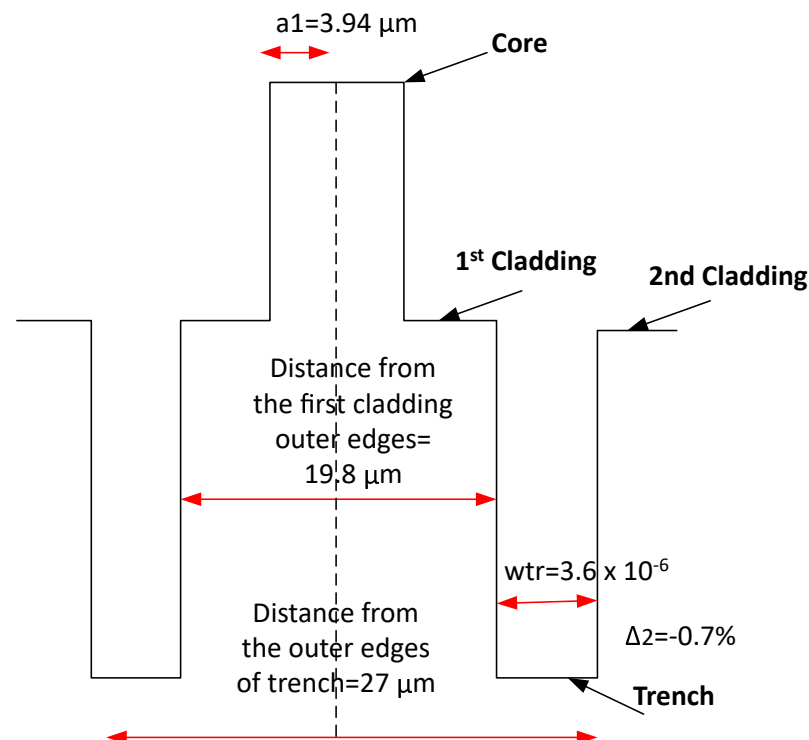 a1=3.94 µm
Core
1st Cladding
2nd Cladding
Distance from
the first cladding
outer edges=
19.8 µm
wtr=3.6 x 10-6
Distance from
the outer edges
of trench=27 µm
Δ2=-0.7%
Trench